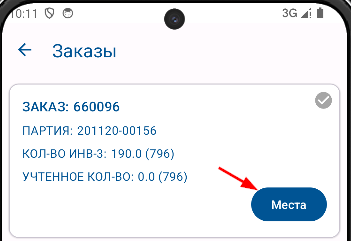 10:11 3G
Заказы
ЗАКАЗ: 660096
ПАРТИЯ: 201120-00156
КОЛ-ВО ИНВ-3: 190.0 (796)
УЧТЕННОЕ КОЛ-ВО: 0.0 (796)
Места